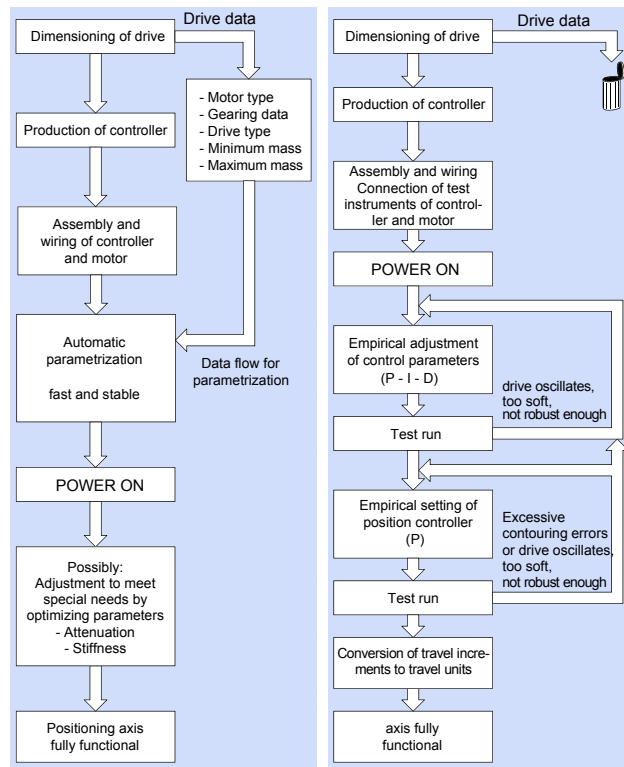 Drive data
Dimensioning of drive
- Motor type
- Gearing data
- Drive type
- Minimum mass
- Maximum mass
Production of controller
Assembly and
wiring of controller
and motor
Automatic
parametrization
fast and stable
Data flow for
parametrization
POWER ON
Possibly:
Adjustment to meet
special needs by
optimizing parameters
- Attenuation
- Stiffness
Positioning axis
fully functional
Drive data
Dimensioning of drive
Production of controller
Assembly and wiring
Connection of test
instruments of control-
ler and motor
POWER ON
Empirical adjustment
of control parameters
(P - I - D)
drive oscillates,
too soft,
not robust enough
Test run
Empirical setting of
position controller
(P)
Excessive
contouring errors
or drive oscillates,
too soft,
not robust enough
Test run
Conversion of travel incre-
ments to travel units
axis fully
functional